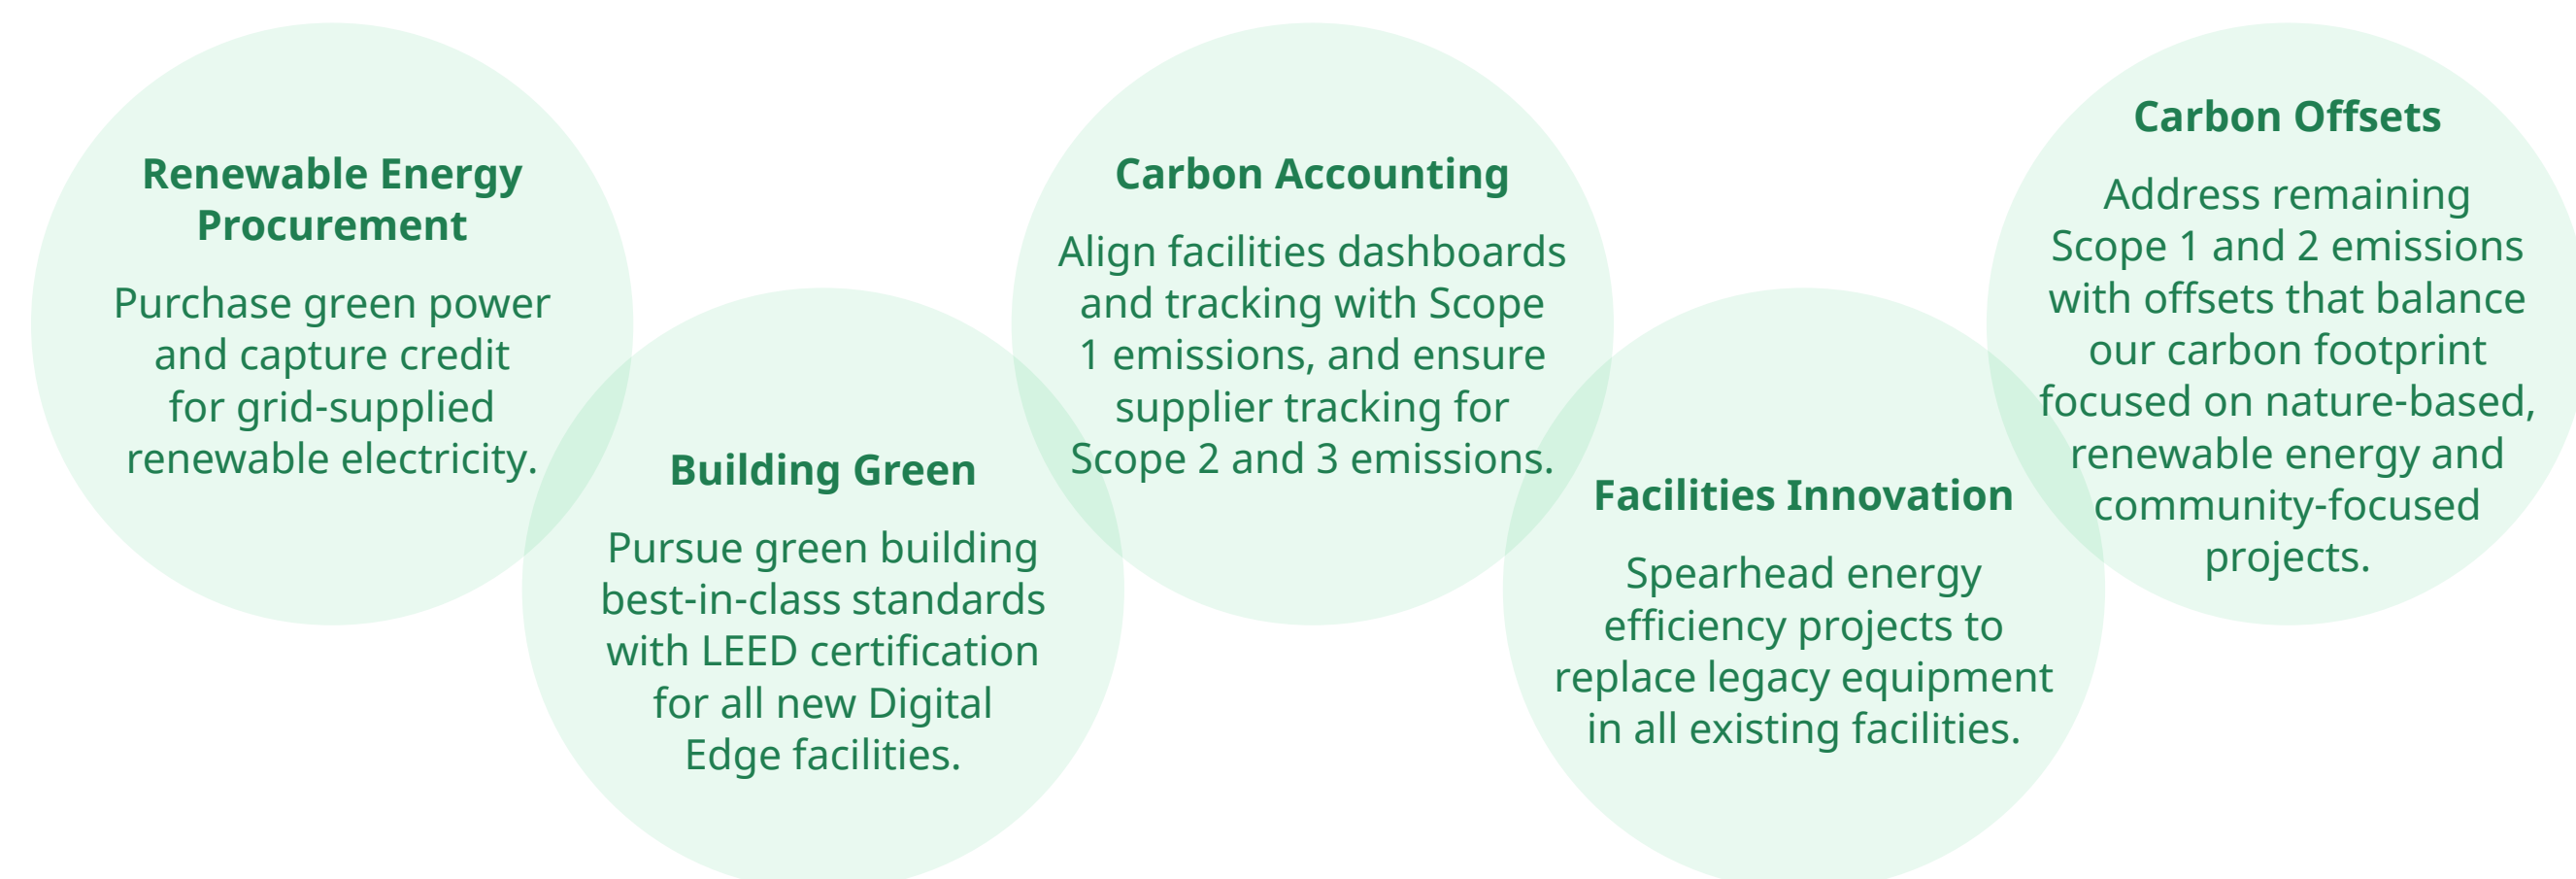 Renewable Energy
Procurement
Purchase green power
and capture credit
for grid-supplied
renewable electricity.
Building Green
Pursue green building
best-in-class standards
with LEED certification
for all new Digital
Edge facilities.
Carbon Accounting
Align facilities dashboards
and tracking with Scope
1 emissions, and ensure
supplier tracking for
Scope 2 and 3 emissions.
Facilities Innovation
Spearhead energy
efficiency projects to
replace legacy equipment
in all existing facilities.
Carbon Offsets
Address remaining
Scope 1 and 2 emissions
with offsets that balance
our carbon footprint
focused on nature-based,
renewable energy and
community-focused
projects.